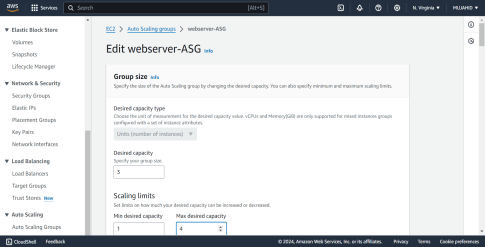 aws
Services
Search
[Alt+S]
N. Virginia
MUJAHID
Elastic Block Store
Volumes
Snapshots
Lifecycle Manager
Network & Security
Security Groups
Elastic IPs
Placement Groups
Key Pairs
Network Interfaces
Load Balancing
Load Balancers
Target Groups
Trust Stores New
Auto Scaling
Auto Scaling Groups
EC2 > Auto Scaling groups > webserver-ASG
Edit webserver-ASG Info
Group size Info
Specify the size of the Auto Scaling group by changing the desired capacity. You can also specify minimum and maximum scaling limits.
Desired capacity type
Choose the unit of measurement for the desired capacity value. vCPUs and Memory(GiB) are only supported for mixed instances groups
configured with a set of instance attributes.
Units (number of instances)
Desired capacity
Specify your group size.
3
Scaling limits
Set limits on how much your desired capacity can be increased or decreased.
Min desired capacity Max desired capacity
1 4
CloudShell Feedback © 2024, Amazon Web Services, Inc. or its affiliates. Privacy Terms Cookie preferences